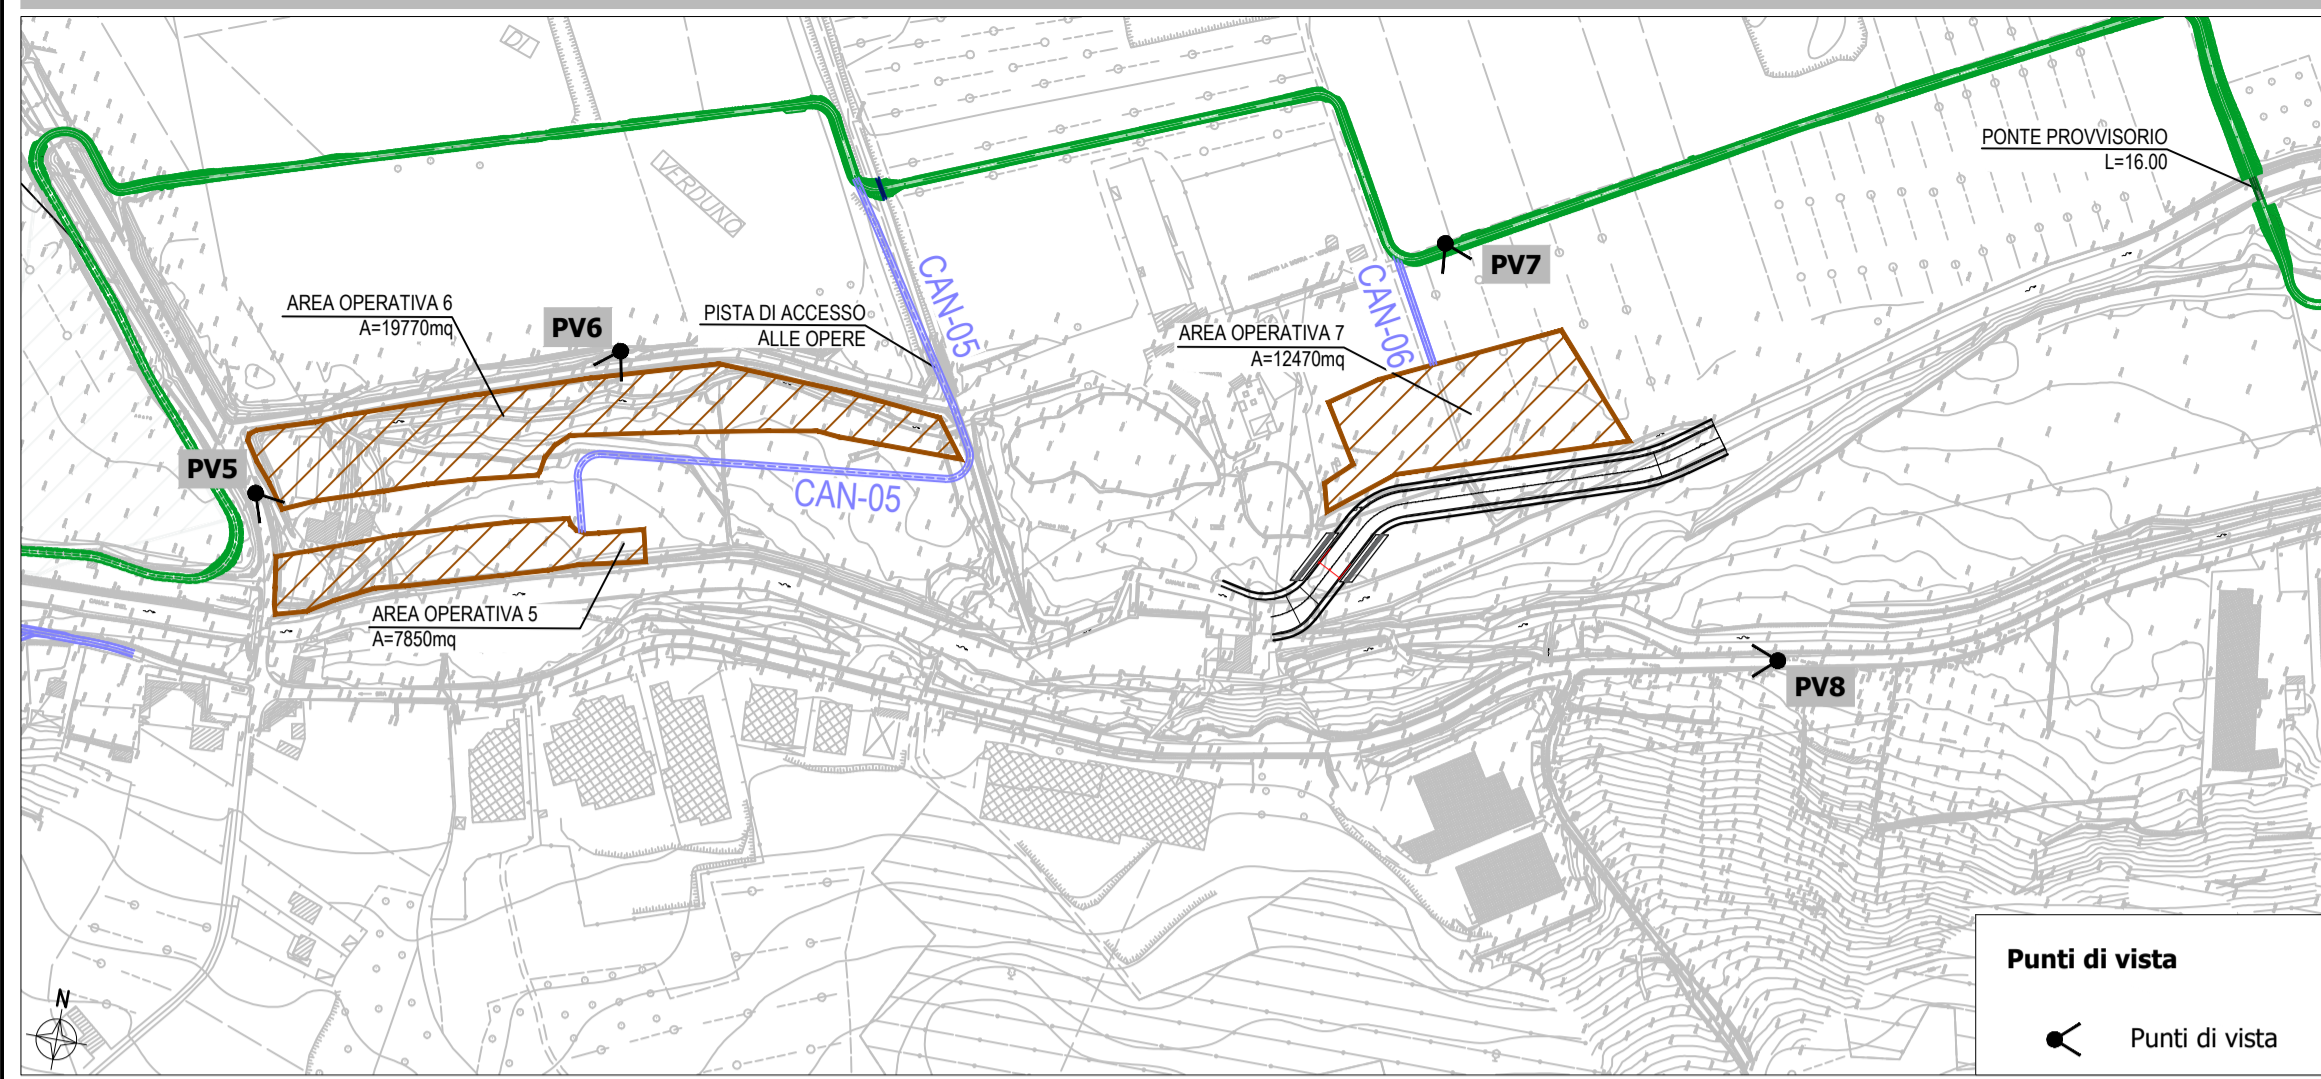 DI
VERDUNO
PONTE PROVVISORIO
L=16.00
CAN-05
PV7
CAN-06
AREA OPERATIVA 6
A=19770mq
PV6
PISTA DI ACCESSO
ALLE OPERE
AREA OPERATIVA 7
A=12470mq
PV5
CAN-05
AREA OPERATIVA 5
A=7850mq
PV8
Punti di vista
Punti di vista
N